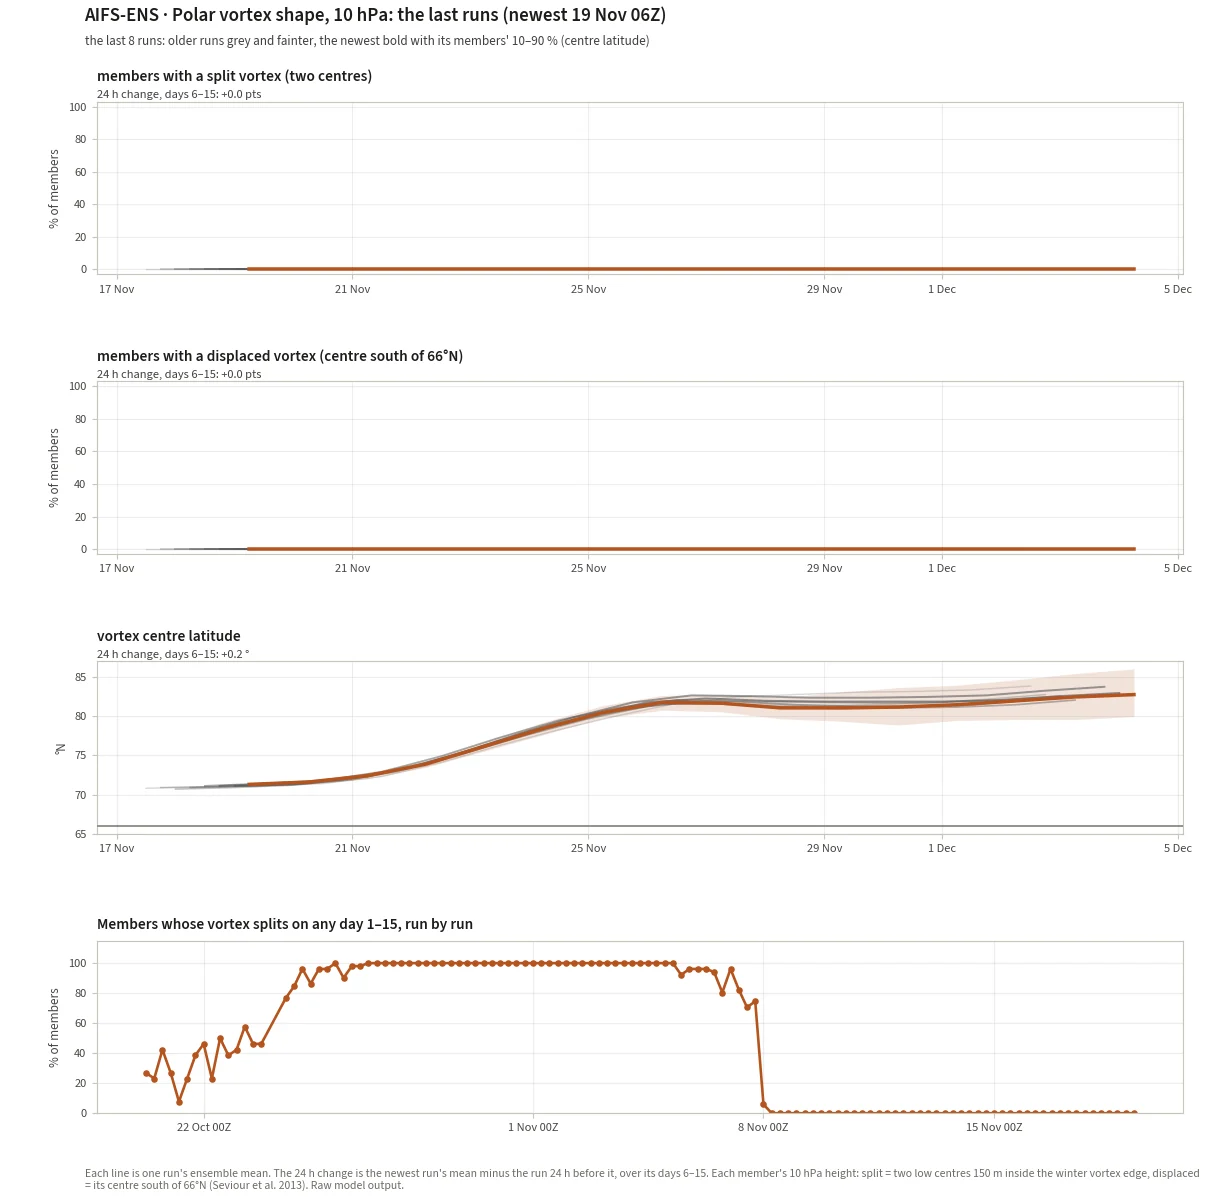 AIFS-ENS · Polar vortex shape, 10 hPa: the last runs (newest 19 Nov 06Z)
the last 8 runs: older runs grey and fainter, the newest bold with its members' 10–90 % (centre latitude)
members with a split vortex (two centres)
24 h change, days 6–15: +0.0 pts
100
80
60
40
20
0
% of members
17 Nov 21 Nov 25 Nov 29 Nov 1 Dec 5 Dec
members with a displaced vortex (centre south of 66°N)
24 h change, days 6–15: +0.0 pts
100
80
60
40
20
0
% of members
17 Nov 21 Nov 25 Nov 29 Nov 1 Dec 5 Dec
vortex centre latitude
24 h change, days 6–15: +0.2 °
85
80
75
70
65
°N
17 Nov 21 Nov 25 Nov 29 Nov 1 Dec 5 Dec
Members whose vortex splits on any day 1–15, run by run
100
80
60
40
20
0
% of members
22 Oct 00Z 1 Nov 00Z 8 Nov 00Z 15 Nov 00Z
Each line is one run's ensemble mean. The 24 h change is the newest run's mean minus the run 24 h before it, over its days 6–15. Each member's 10 hPa height: split = two low centres 150 m inside the winter vortex edge, displaced
= its centre south of 66°N (Seviour et al. 2013). Raw model output.